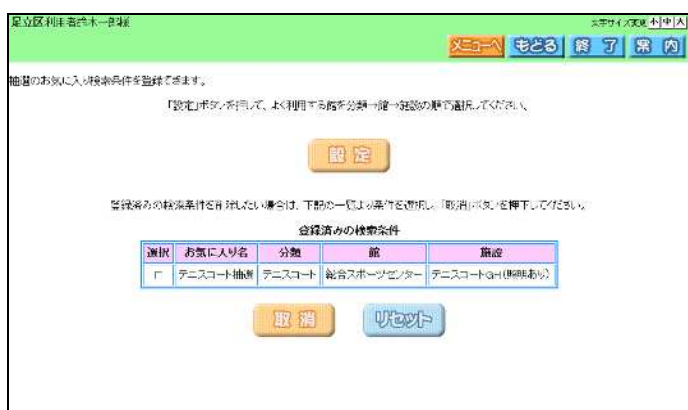 足立区利用者鈴木一郎様
文字サイズ変更 小 中 大
メニューへ もどる 終了 案内
抽選のお気に入り検索条件を登録できます。
「設定」ボタンを押して、よく利用する館を分類→館→施設の順で選択してください。
設定
登録済みの検索条件を削除したい場合は、下記の一覧より条件を選択し、「取消」ボタンを押下してください。
登録済みの検索条件
選択 お気に入り名 分類 館 施設
テニスコート抽選 テニスコート 総合スポーツセンター テニスコートGH(照明あり)
取消 リセット